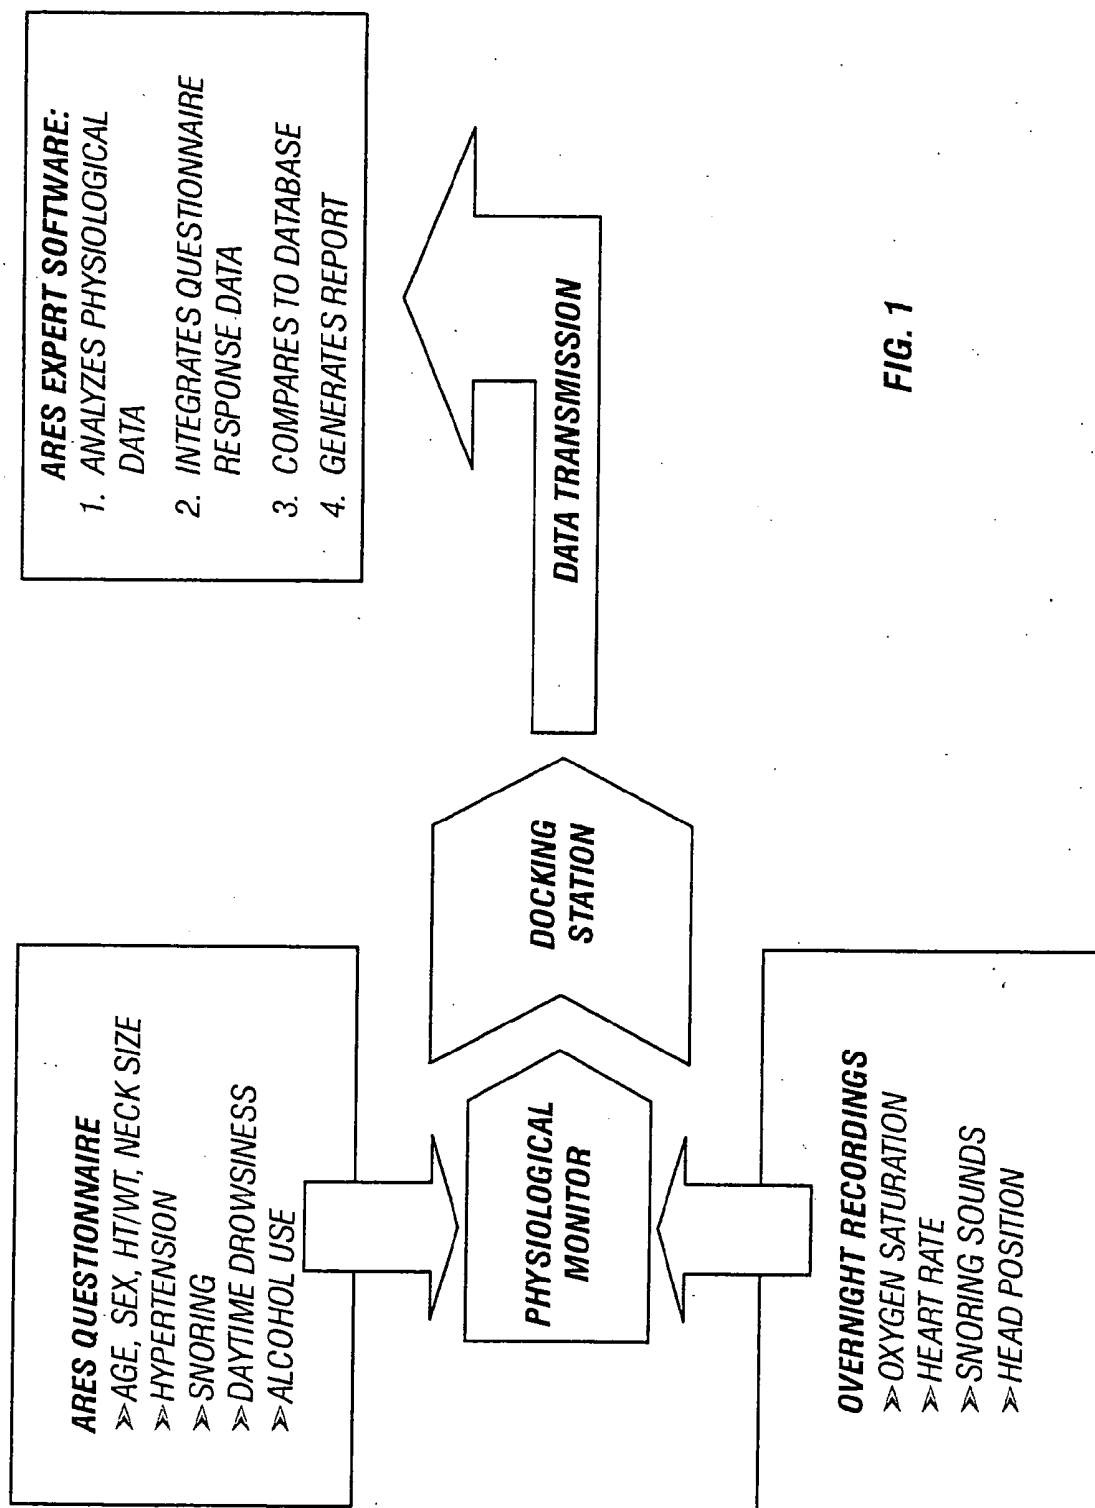 ARES QUESTIONNAIRE
➢AGE, SEX, HT/WT, NECK SIZE
➢HYPERTENSION
➢SNORING
➢DAYTIME DROWSINESS
➢ALCOHOL USE
PHYSIOLOGICAL
MONITOR
OVERNIGHT RECORDINGS
➢OXYGEN SATURATION
➢HEART RATE
➢SNORING SOUNDS
➢HEAD POSITION
DOCKING
STATION
DATA TRANSMISSION
ARES EXPERT SOFTWARE:
1. ANALYZES PHYSIOLOGICAL
DATA
2. INTEGRATES QUESTIONNAIRE
RESPONSE DATA
3. COMPARES TO DATABASE
4. GENERATES REPORT
FIG. 1